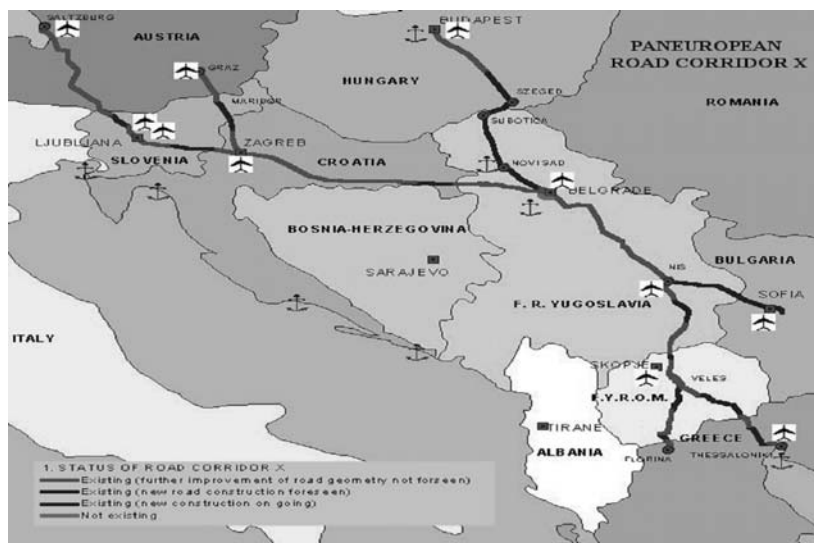 SALTZBURG
AUSTRIA
BUDAPEST
PANEUROPEAN
ROAD CORRIDOR X
GRAZ
HUNGARY
SZEGED
ROMANIA
MARIBOR
SUBOTICA
LJUBLJANA
ZAGREB
SLOVENIA
CROATIA
NOVISAD
BELGRADE
BOSNIA-HERZEGOVINA
BULGARIA
SARAJEVO
NIS
SOFIA
F. R. YUGOSLAVIA
ITALY
SKOPJE
VELES
F.Y.R.O.M.
TIRANE
GREECE
ALBANIA
FLORINA
THESSALONIKI
1. STATUS OF ROAD CORRIDOR X
Existing (further improvement of road geometry not forseen)
Existing (new road construction foreseen)
Existing (new construction on going)
Not existing